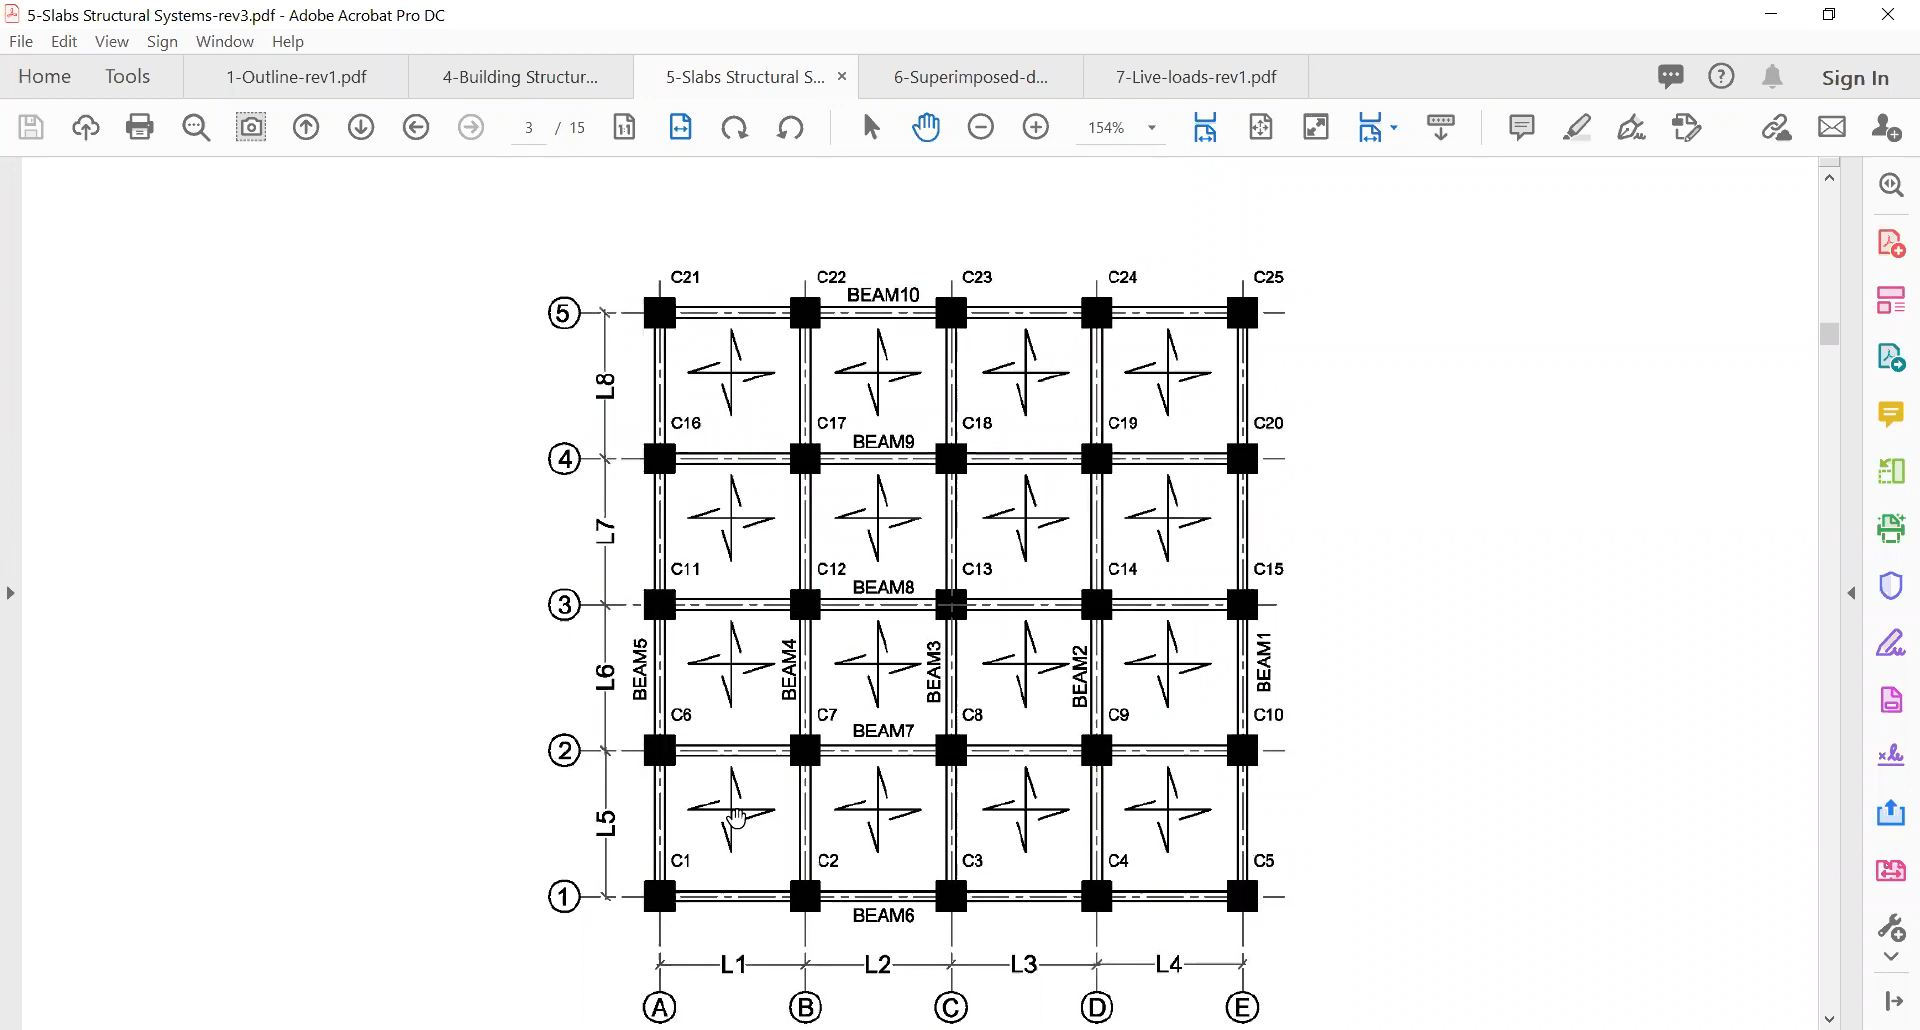 5-Slabs Structural Systems-rev3.pdf - Adobe Acrobat Pro DC
File Edit View Sign Window Help
Home Tools 1-Outline-rev1.pdf 4-Building Structur... 5-Slabs Structural S... × 6-Superimposed-d... 7-Live-loads-rev1.pdf Sign In
3 / 15 154%
C21 C22 C23 C24 C25
BEAM10
5
L8
C16 C17 C18 C19 C20
BEAM9
4
L7
C11 C12 C13 C14 C15
BEAM8
3
L6 BEAM5 BEAM4 BEAM3 BEAM2 BEAM1
C6 C7 C8 C9 C10
BEAM7
2
L5
C1 C2 C3 C4 C5
1
BEAM6
L1 L2 L3 L4
A B C D E